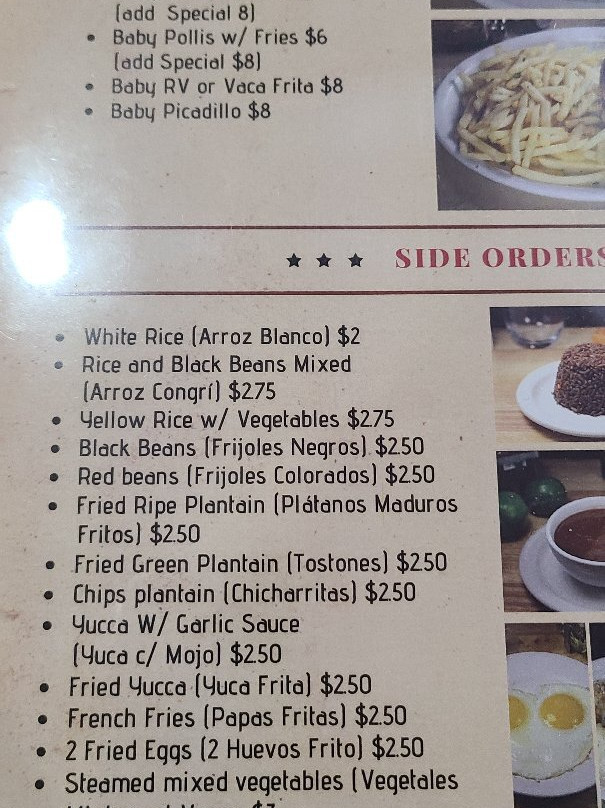 (add Special 8)
• Baby Pollis w/ Fries $6
(add Special $8)
• Baby RV or Vaca Frita $8
• Baby Picadillo $8
★ ★ ★ SIDE ORDERS
• White Rice (Arroz Blanco) $2
• Rice and Black Beans Mixed
(Arroz Congrí) $2.75
• Yellow Rice w/ Vegetables $2.75
• Black Beans (Frijoles Negros) $2.50
• Red beans (Frijoles Colorados) $2.50
• Fried Ripe Plantain (Plátanos Maduros
Fritos) $2.50
• Fried Green Plantain (Tostones) $2.50
• Chips plantain (Chicharritas) $2.50
• Yucca W/ Garlic Sauce
(Yuca c/ Mojo) $2.50
• Fried Yucca (Yuca Frita) $2.50
• French Fries (Papas Fritas) $2.50
• 2 Fried Eggs (2 Huevos Frito) $2.50
• Steamed mixed vegetables (Vegetales